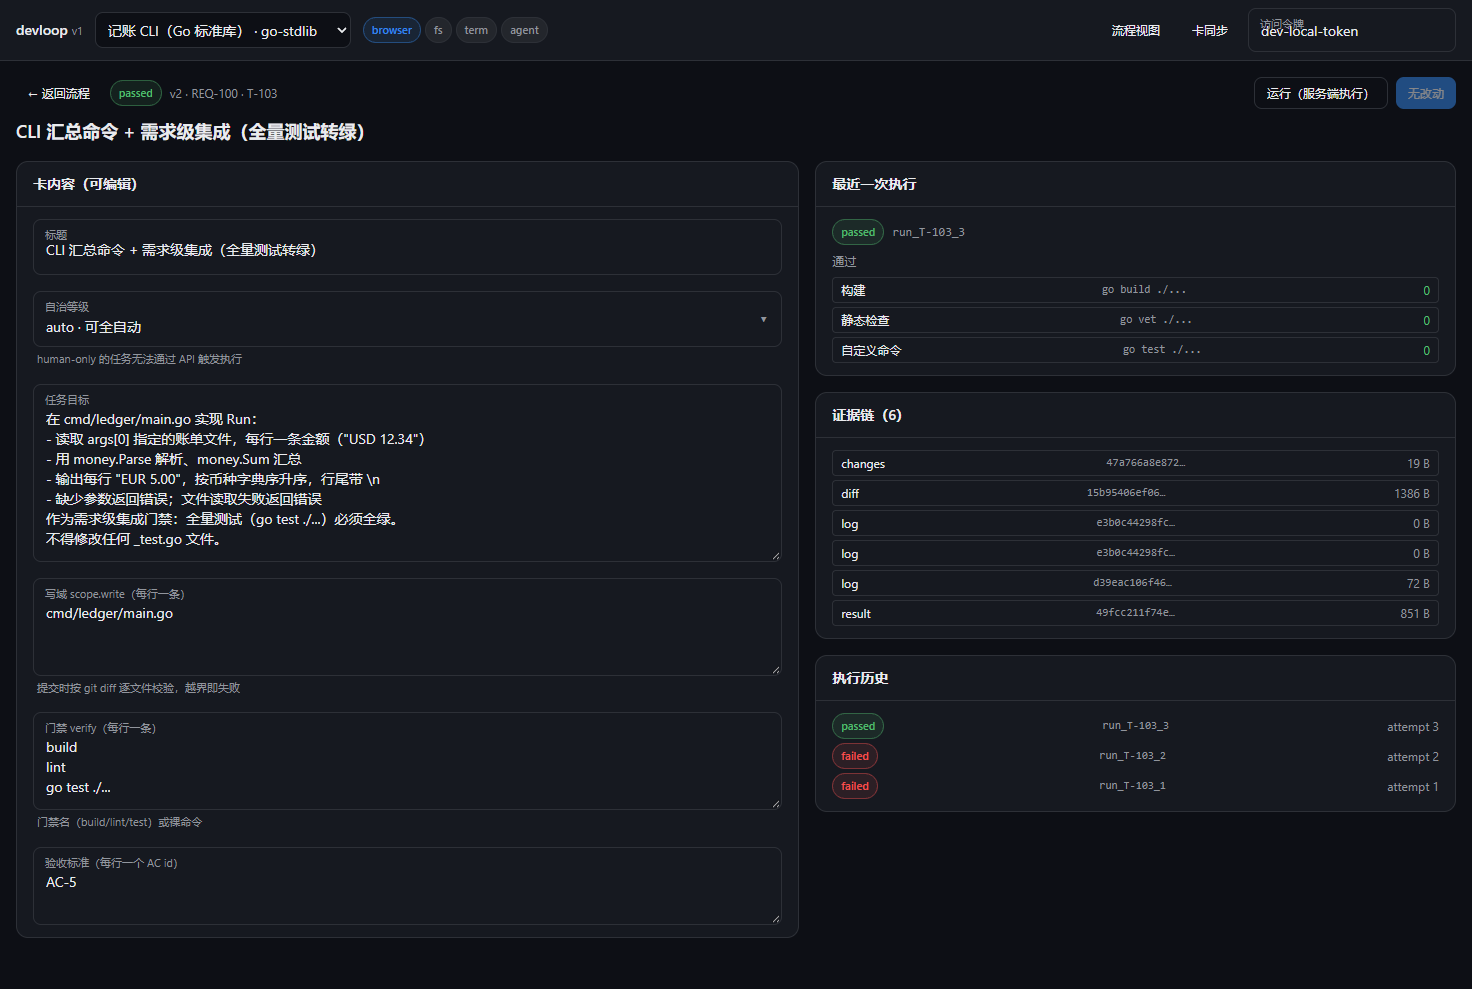 devloop v1
记账 CLI（Go 标准库） · go-stdlib
browser
fs
term
agent
流程视图
卡同步
访问令牌
dev-local-token
← 返回流程
passed
v2 · REQ-100 · T-103
运行（服务端执行）
无改动
CLI 汇总命令 + 需求级集成（全量测试转绿）
卡内容（可编辑）
标题
CLI 汇总命令 + 需求级集成（全量测试转绿）
自治等级
auto · 可全自动
human-only 的任务无法通过 API 触发执行
任务目标
在 cmd/ledger/main.go 实现 Run：
- 读取 args[0] 指定的账单文件，每行一条金额（"USD 12.34"）
- 用 money.Parse 解析、money.Sum 汇总
- 输出每行 "EUR 5.00"，按币种字典序升序，行尾带 \n
- 缺少参数返回错误；文件读取失败返回错误
作为需求级集成门禁：全量测试（go test ./...）必须全绿。
不得修改任何 _test.go 文件。
写域 scope.write（每行一条）
cmd/ledger/main.go
提交时按 git diff 逐文件校验，越界即失败
门禁 verify（每行一条）
build
lint
go test ./...
门禁名（build/lint/test）或裸命令
验收标准（每行一个 AC id）
AC-5
最近一次执行
passed run_T-103_3
通过
构建 go build ./... 0
静态检查 go vet ./... 0
自定义命令 go test ./... 0
证据链（6）
changes 47a766a8e872… 19 B
diff 15b95406ef06… 1386 B
log e3b0c44298fc… 0 B
log e3b0c44298fc… 0 B
log d39eac106f46… 72 B
result 49fcc211f74e… 851 B
执行历史
passed run_T-103_3 attempt 3
failed run_T-103_2 attempt 2
failed run_T-103_1 attempt 1